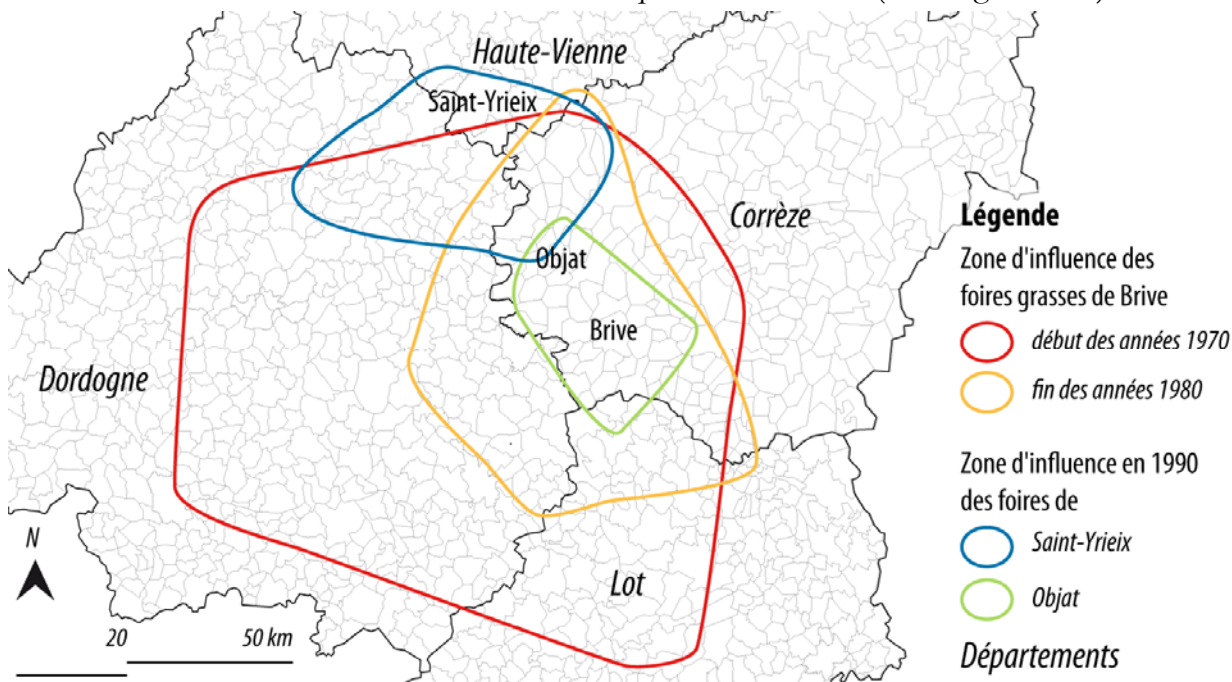 Haute-Vienne
Saint-Yrieix
Corrèze
Objat
Brive
Dordogne
Lot
N
20
50 km
Légende
Zone d'influence des
foires grasses de Brive
début des années 1970
fin des années 1980
Zone d'influence en 1990
des foires de
Saint-Yrieix
Objat
Départements